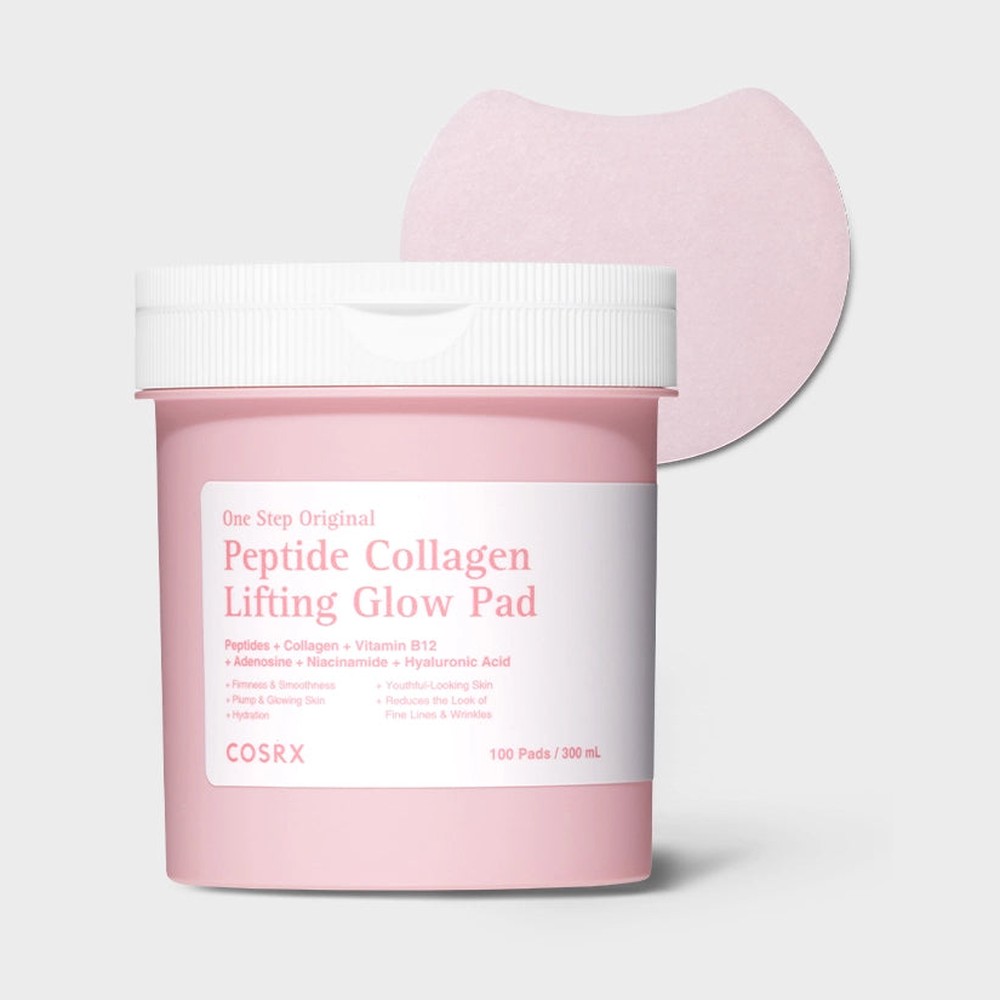 One Step Original
Peptide Collagen
Lifting Glow Pad
Peptides + Collagen + Vitamin B12
+ Adenosine + Niacinamide + Hyaluronic Acid
+ Firmness & Smoothness
+ Plump & Glowing Skin
+ Hydration
+ Youthful-Looking Skin
+ Reduces the Look of
Fine Lines & Wrinkles
COSRX
100 Pads / 300 mL